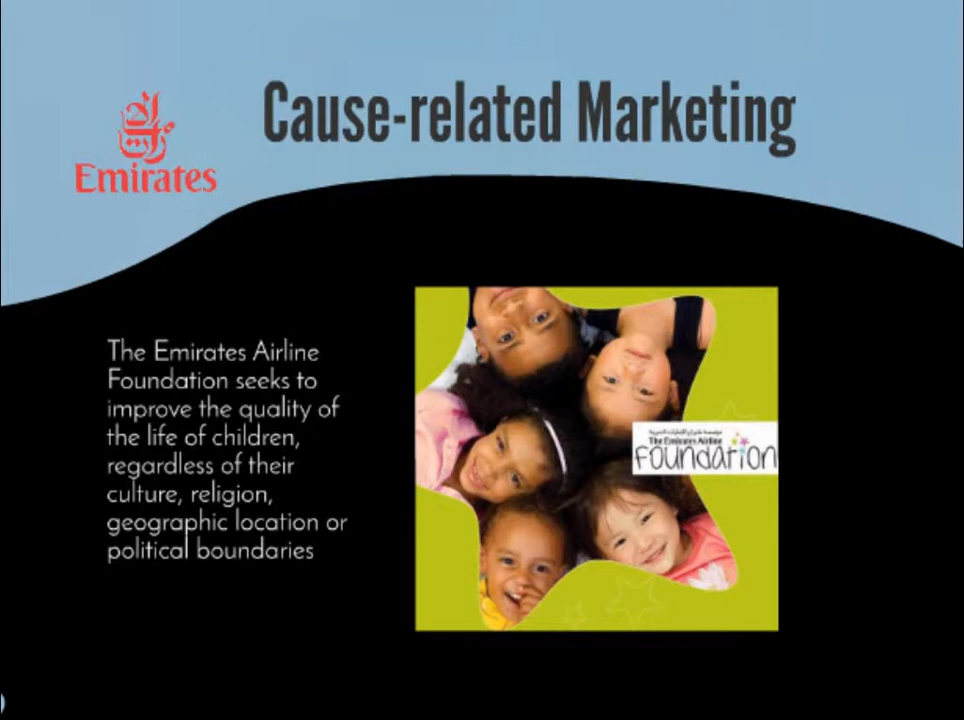 Cause-related Marketing
Emirates
The Emirates Airline
Foundation seeks to
improve the quality of
the life of children,
regardless of their
culture, religion,
geographic location or
political boundaries
The Emirates Airline
FOUNDATION